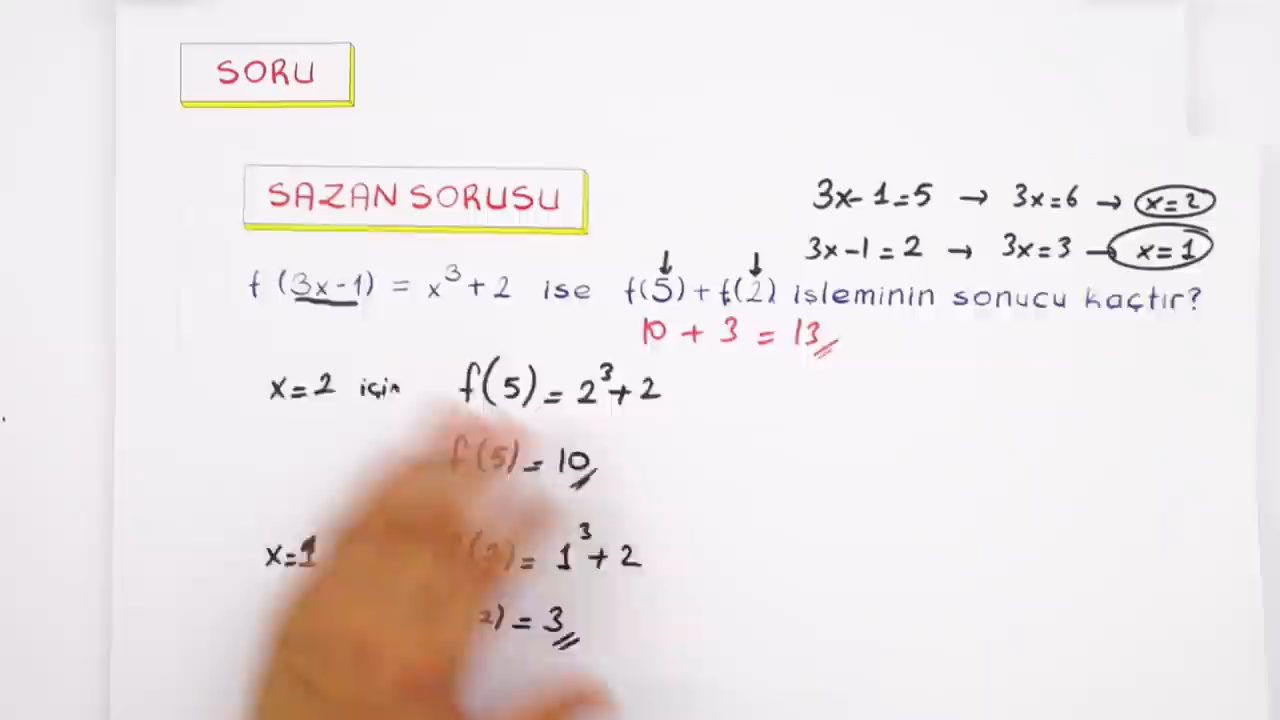 SORU
SAZAN SORUSU
3x-1=5 → 3x=6 → x=2
3x-1=2 → 3x=3 → x=1
f(3x-1) = x³+2 ise f(5)+f(2) işleminin sonucu kaçtır?
10 + 3 = 13
x=2 için f(5) = 2³+2
f(5) = 10
x=1 = 1³+2
2) = 3